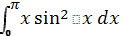 ∫₀^π x sin² □x dx